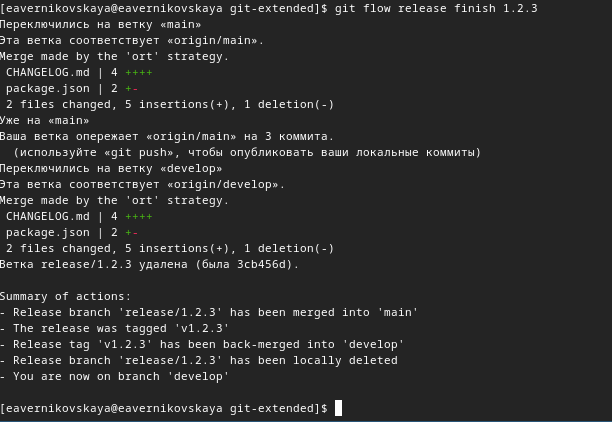 [eavernikovskaya@eavernikovskaya git-extended]$ git flow release finish 1.2.3
Переключились на ветку «main»
Эта ветка соответствует «origin/main».
Merge made by the 'ort' strategy.
CHANGELOG.md | 4 ++++
package.json | 2 +-
2 files changed, 5 insertions(+), 1 deletion(-)
Уже на «main»
Ваша ветка опережает «origin/main» на 3 коммита.
(используйте «git push», чтобы опубликовать ваши локальные коммиты)
Переключились на ветку «develop»
Эта ветка соответствует «origin/develop».
Merge made by the 'ort' strategy.
CHANGELOG.md | 4 ++++
package.json | 2 +-
2 files changed, 5 insertions(+), 1 deletion(-)
Ветка release/1.2.3 удалена (была 3cb456d).
Summary of actions:
- Release branch 'release/1.2.3' has been merged into 'main'
- The release was tagged 'v1.2.3'
- Release tag 'v1.2.3' has been back-merged into 'develop'
- Release branch 'release/1.2.3' has been locally deleted
- You are now on branch 'develop'
[eavernikovskaya@eavernikovskaya git-extended]$